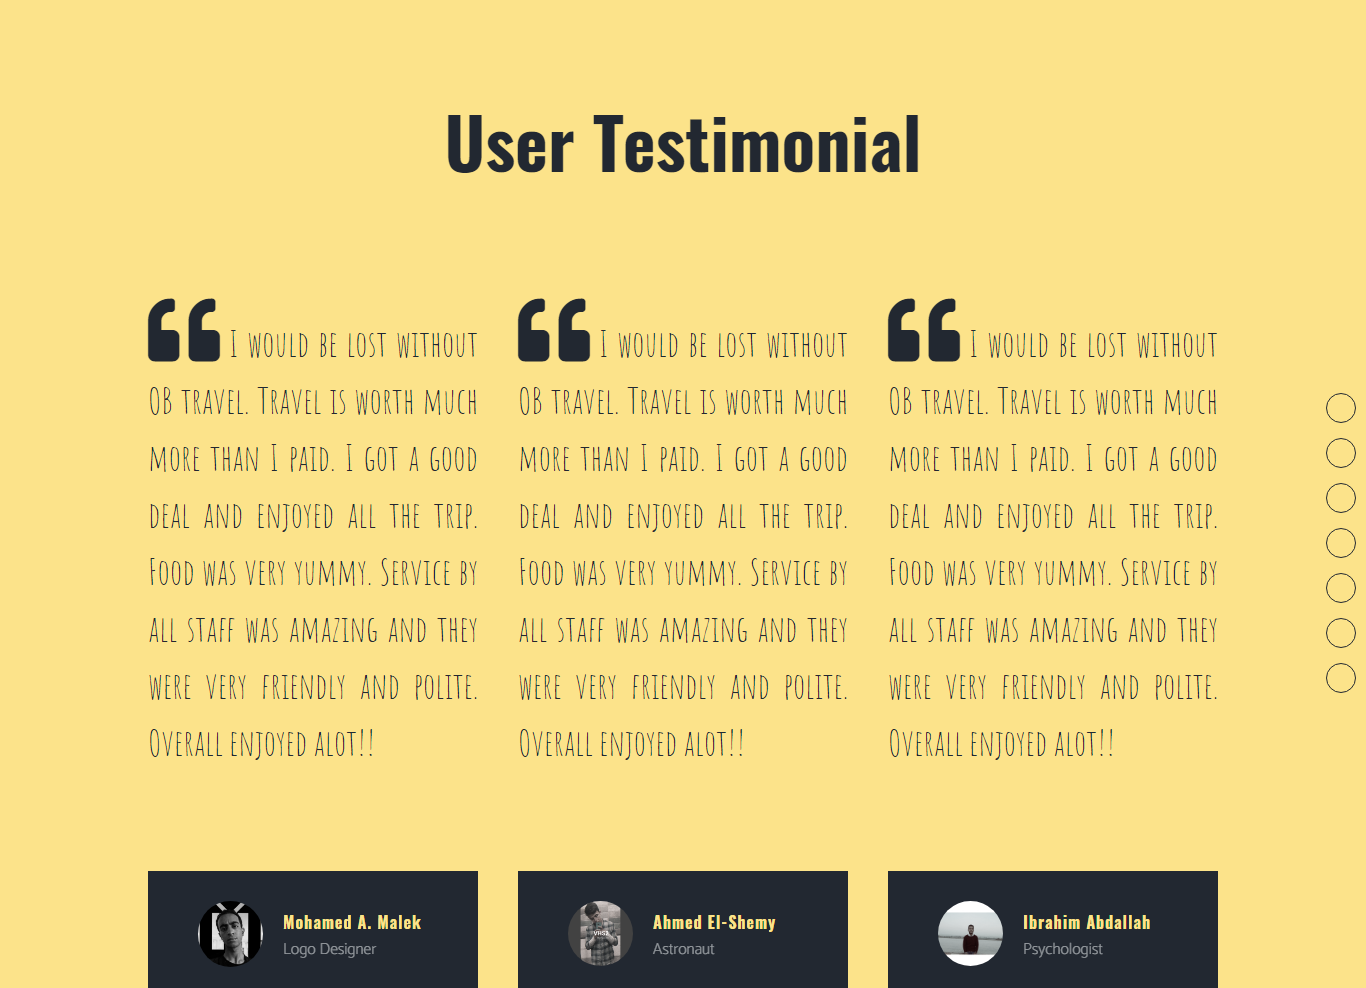 User Testimonial
I would be lost without
OB travel. Travel is worth much
more than I paid. I got a good
deal and enjoyed all the trip.
Food was very yummy. Service by
all staff was amazing and they
were very friendly and polite.
Overall enjoyed alot!!
I would be lost without
OB travel. Travel is worth much
more than I paid. I got a good
deal and enjoyed all the trip.
Food was very yummy. Service by
all staff was amazing and they
were very friendly and polite.
Overall enjoyed alot!!
I would be lost without
OB travel. Travel is worth much
more than I paid. I got a good
deal and enjoyed all the trip.
Food was very yummy. Service by
all staff was amazing and they
were very friendly and polite.
Overall enjoyed alot!!
Mohamed A. Malek
Logo Designer
Ahmed El-Shemy
Astronaut
Ibrahim Abdallah
Psychologist